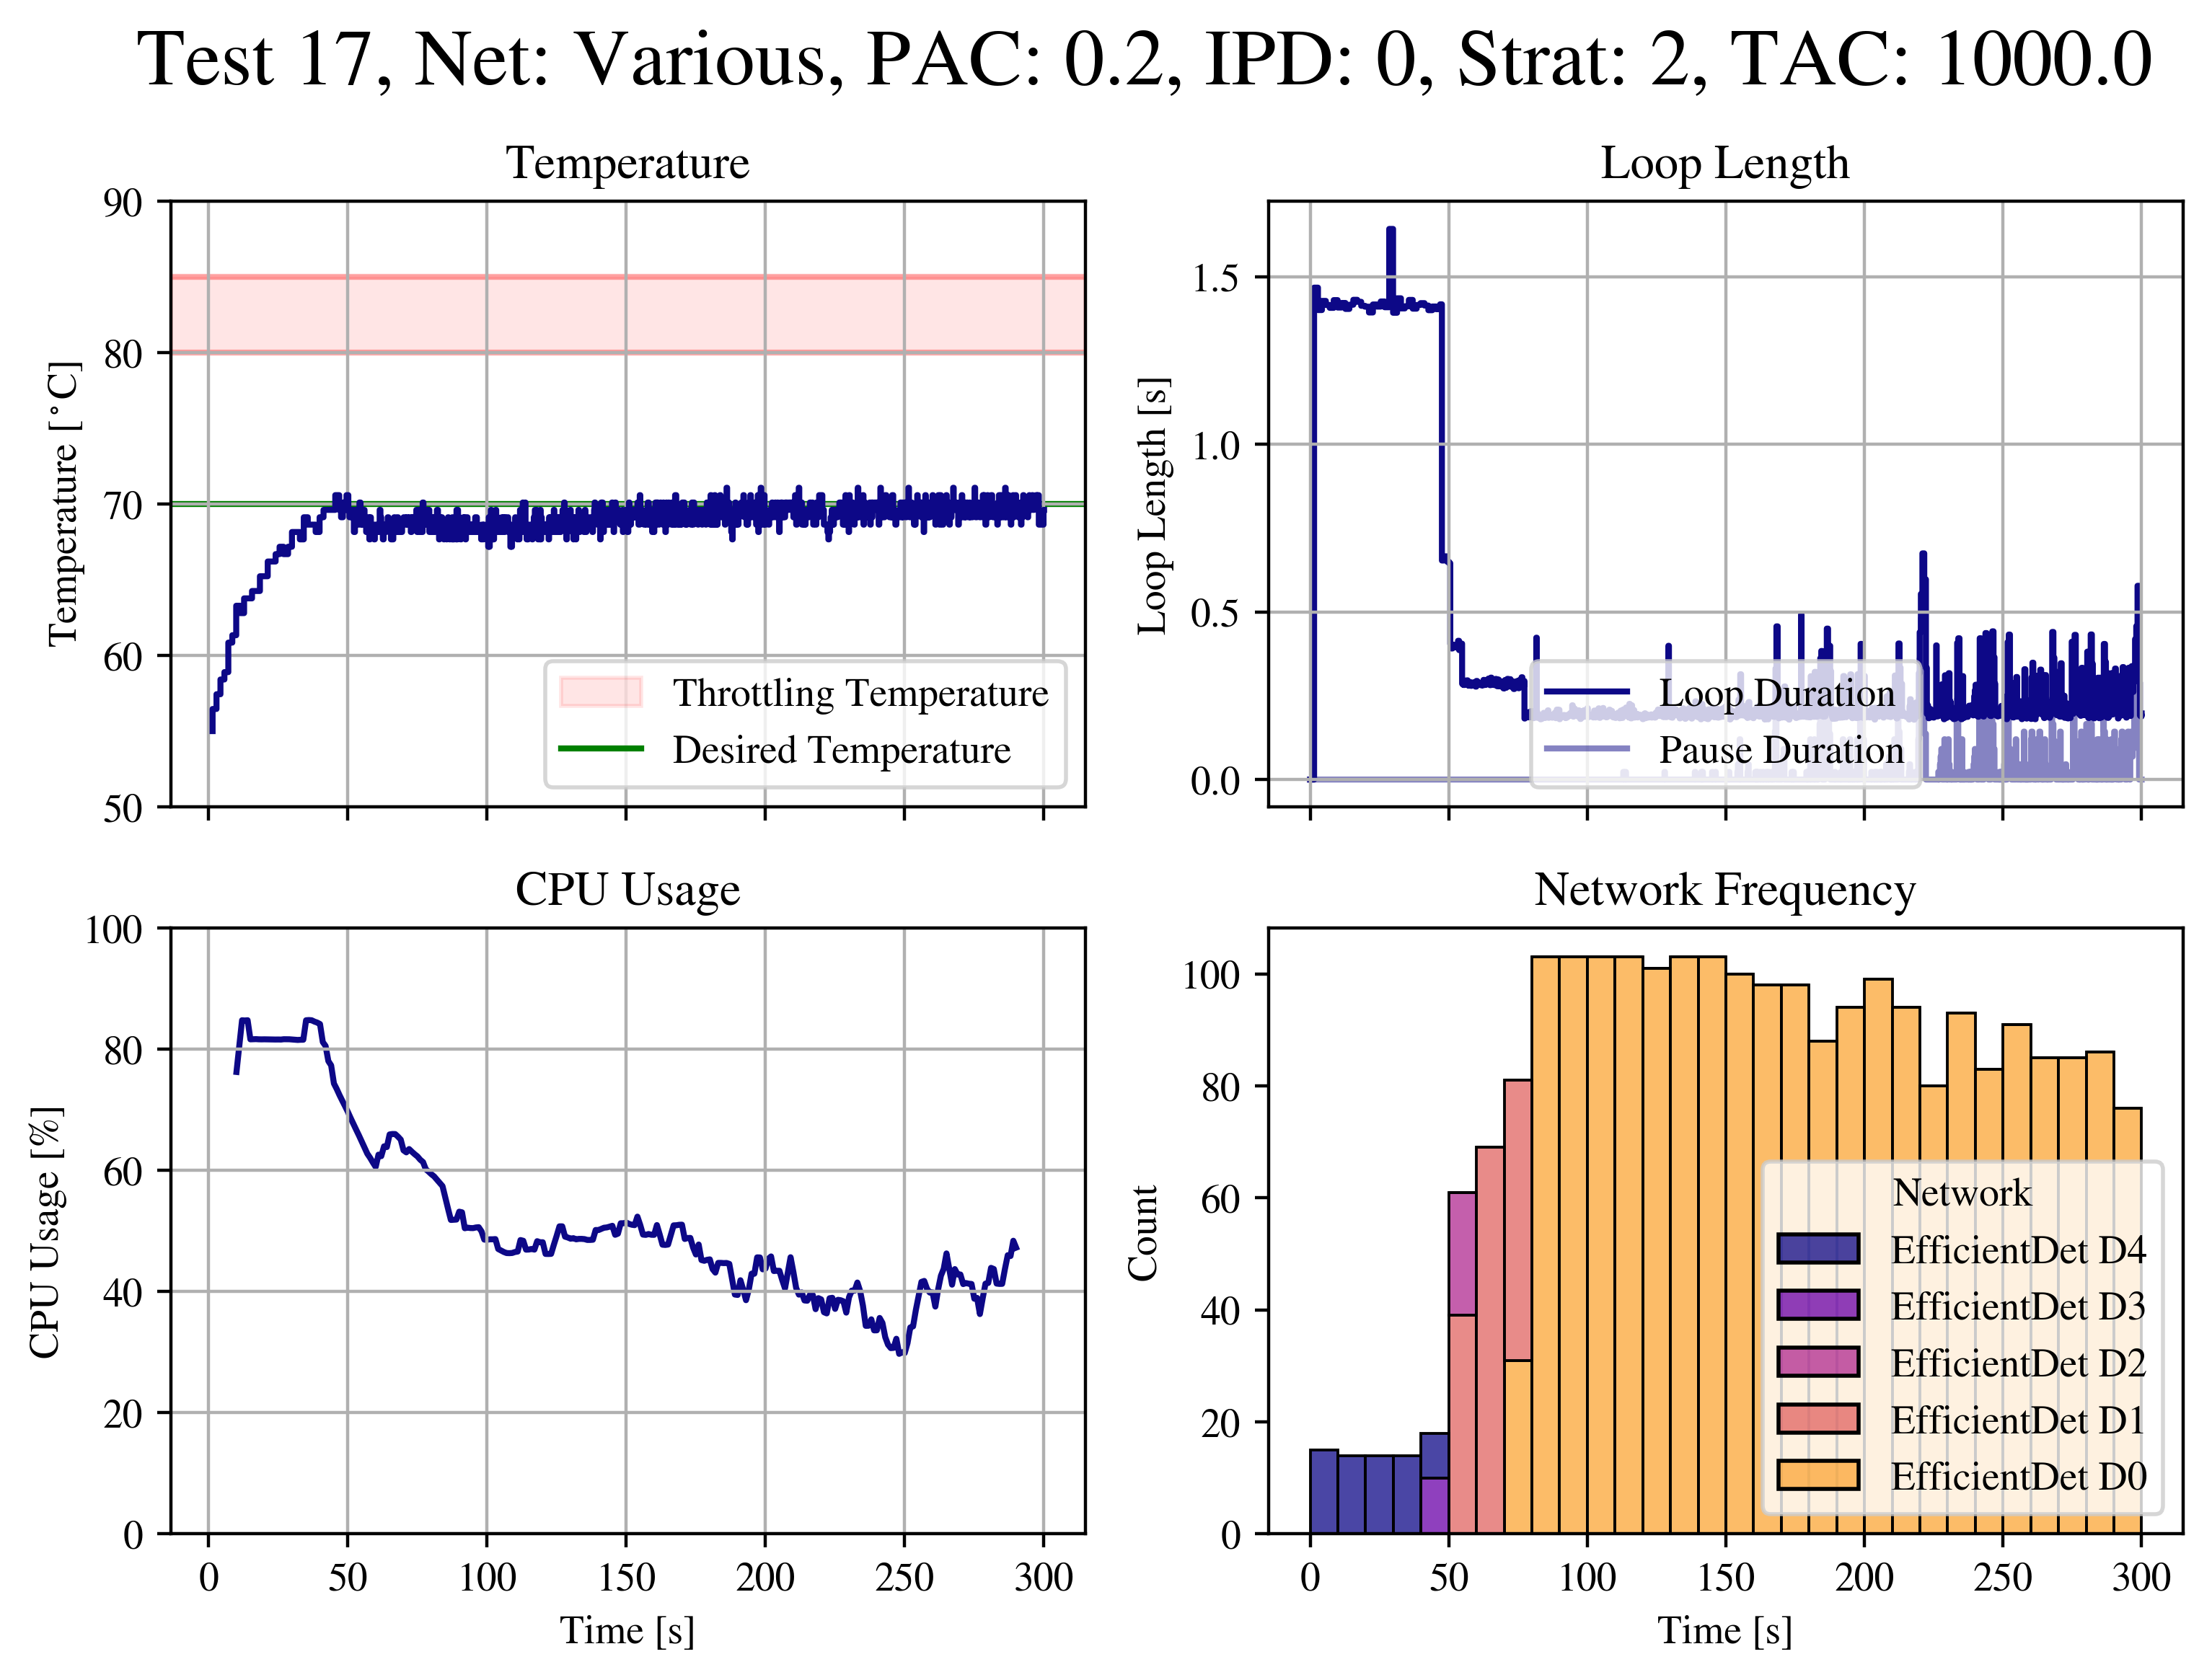 Test 17, Net: Various, PAC: 0.2, IPD: 0, Strat: 2, TAC: 1000.0
Temperature
90
80
70
60
50
Temperature [°C]
Throttling Temperature
Desired Temperature
Loop Length
1.5
1.0
0.5
0.0
Loop Length [s]
Loop Duration
Pause Duration
CPU Usage
100
80
60
40
20
0
CPU Usage [%]
0 50 100 150 200 250 300
Time [s]
Network Frequency
100
80
60
40
20
0
Count
Network
EfficientDet D4
EfficientDet D3
EfficientDet D2
EfficientDet D1
EfficientDet D0
0 50 100 150 200 250 300
Time [s]